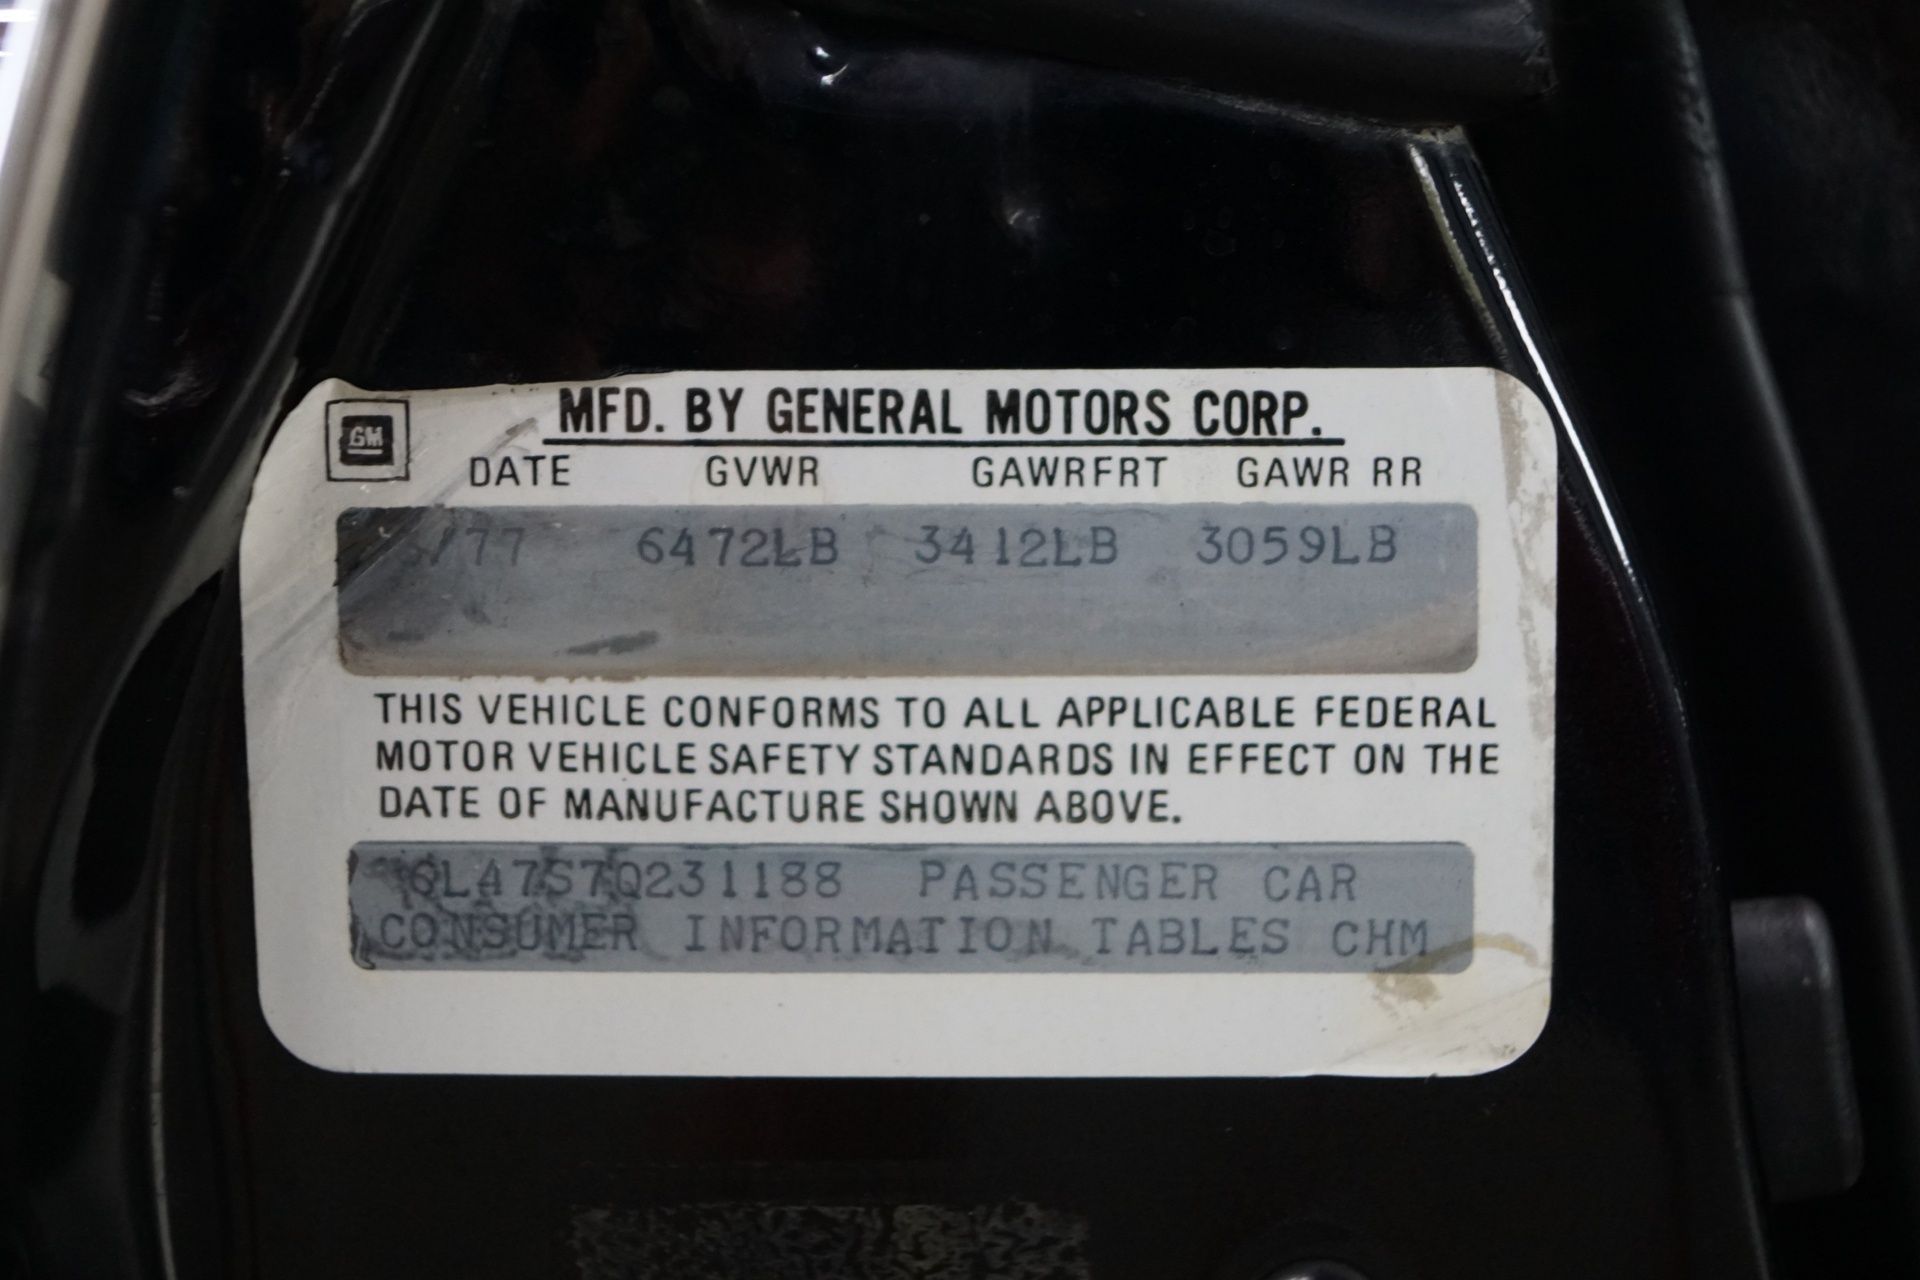 GM
MFD. BY GENERAL MOTORS CORP.
DATE GVWR GAWRFRT GAWR RR
6472LB 3412LB 3059LB
THIS VEHICLE CONFORMS TO ALL APPLICABLE FEDERAL
MOTOR VEHICLE SAFETY STANDARDS IN EFFECT ON THE
DATE OF MANUFACTURE SHOWN ABOVE.
6L47S7Q231188 PASSENGER CAR
CONSUMER INFORMATION TABLES CHM